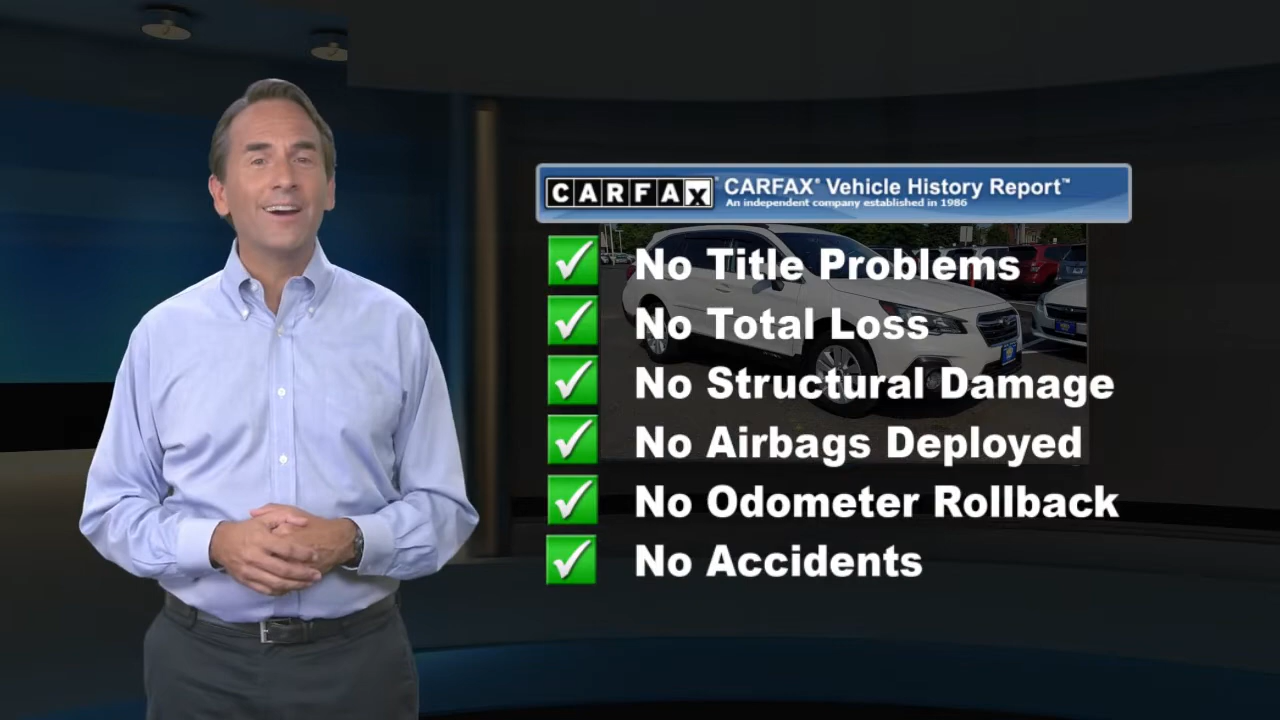 CARFAX® CARFAX® Vehicle History Report™
An independent company established in 1986
No Title Problems
No Total Loss
No Structural Damage
No Airbags Deployed
No Odometer Rollback
No Accidents